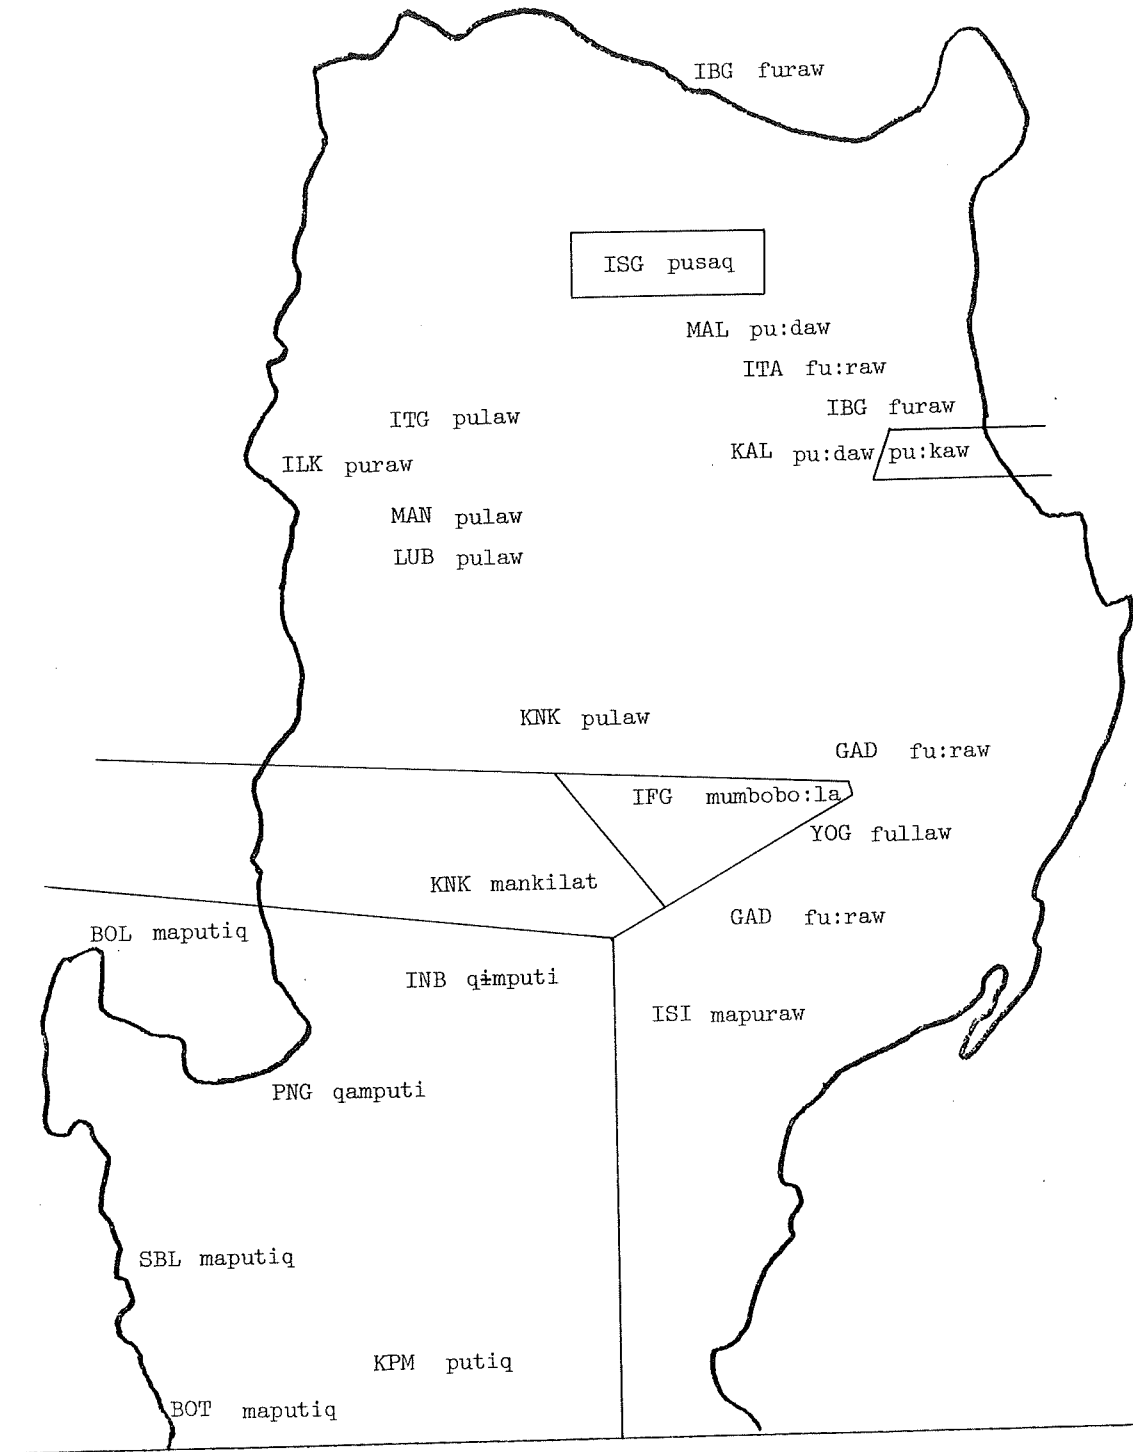 IBG furaw
ISG pusaq
MAL pu:daw
ITA fu:raw
IBG furaw
ITG pulaw
KAL pu:daw/pu:kaw
ILK puraw
MAN pulaw
LUB pulaw
KNK pulaw
GAD fu:raw
IFG mumbobo:la
YOG fullaw
KNK mankilat
GAD fu:raw
BOL maputiq
INB qɨmputi
ISI mapuraw
PNG qamputi
SBL maputiq
KPM putiq
BOT maputiq